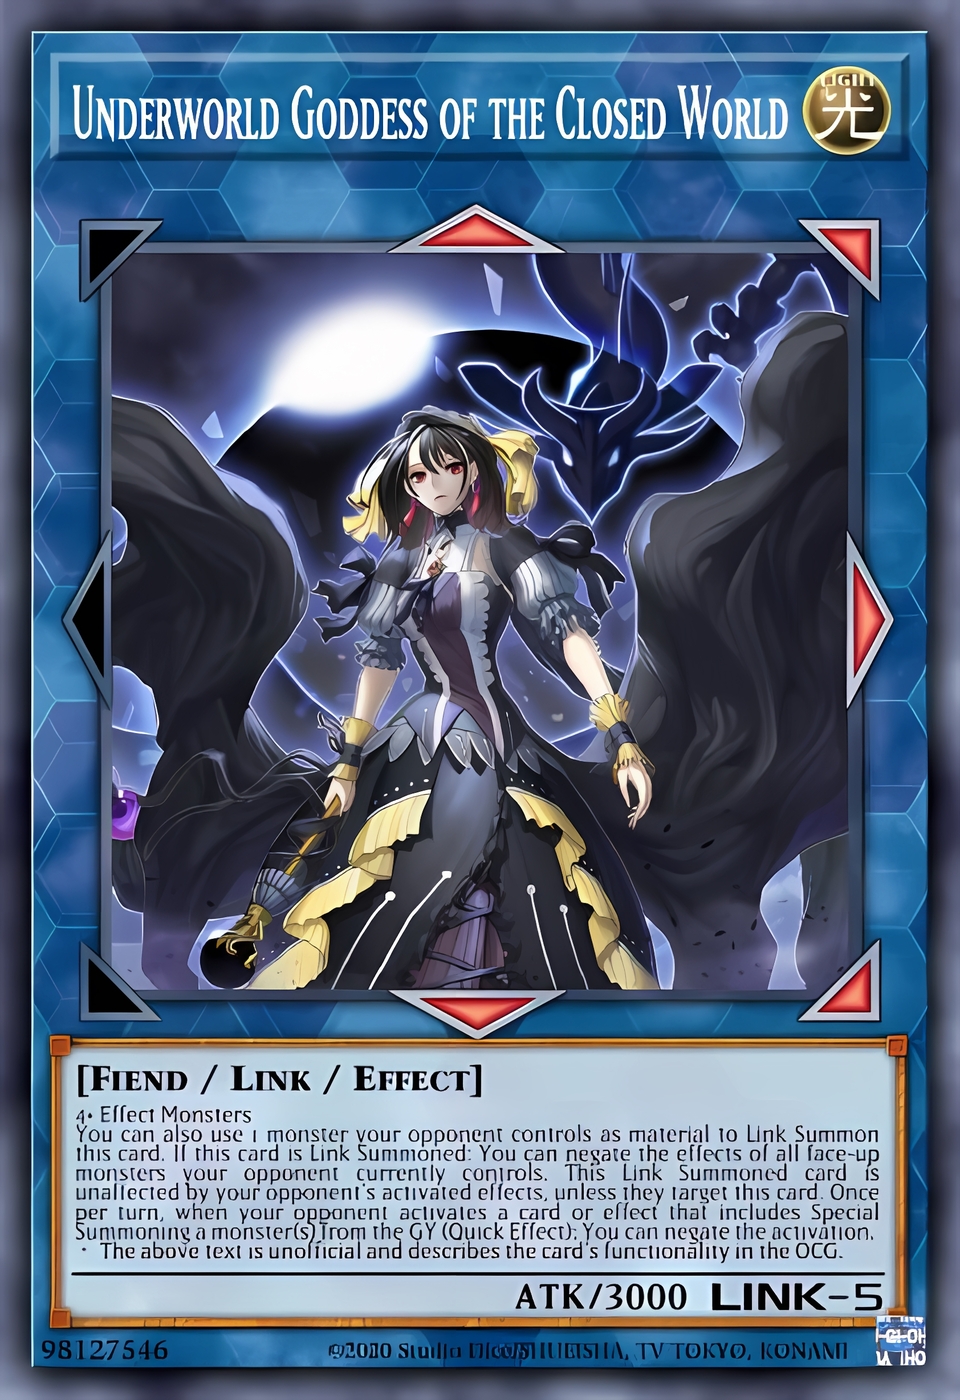 UNDERWORLD GODDESS OF THE CLOSED WORLD
光
[FIEND / LINK / EFFECT]
4+ Effect Monsters
You can also use 1 monster your opponent controls as material to Link Summon
this card. If this card is Link Summoned: You can negate the effects of all face-up
monsters your opponent currently controls. This Link Summoned card is
unaffected by your opponent's activated effects, unless they target this card. Once
per turn, when your opponent activates a card or effect that includes Special
Summoning a monster(s) from the GY (Quick Effect): You can negate the activation.
* The above text is unofficial and describes the card's functionality in the OCG.
ATK/3000 LINK-5
98127546 TV TOKYO, KONAMI